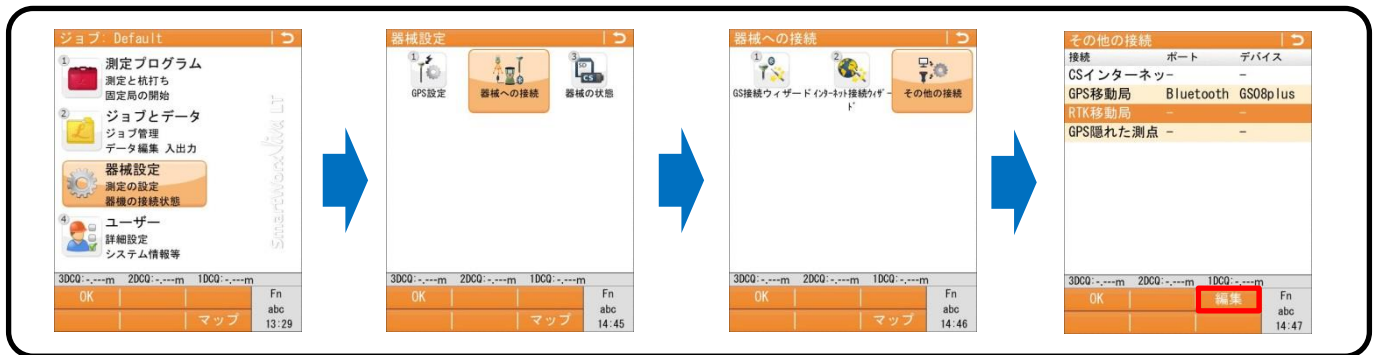 ジョブ: Default
① 測定プログラム
測定と杭打ち
固定局の開始
② ジョブとデータ
ジョブ管理
データ編集 入出力
器械設定
測定の設定
器機の接続状態
④ ユーザー
詳細設定
システム情報等
SmartWorx Viva LT
3DCQ:-.---m 2DCQ:-.---m 1DCQ:-.---m
OK
Fn
abc
マップ
13:29
器械設定
① GPS設定
器械への接続
③ 器械の状態
SD
CS
3DCQ:-.---m 2DCQ:-.---m 1DCQ:-.---m
OK
Fn
abc
マップ
14:45
器械への接続
① GS接続ウィザード
② インターネット接続ウィザード
その他の接続
3DCQ:-.---m 2DCQ:-.---m 1DCQ:-.---m
OK
Fn
abc
マップ
14:46
その他の接続
接続 ポート デバイス
CSインターネッ- -
GPS移動局 Bluetooth GS08plus
RTK移動局 - -
GPS隠れた測点 - -
3DCQ:-.---m 2DCQ:-.---m 1DCQ:-.---m
OK 編集
Fn
abc
14:47